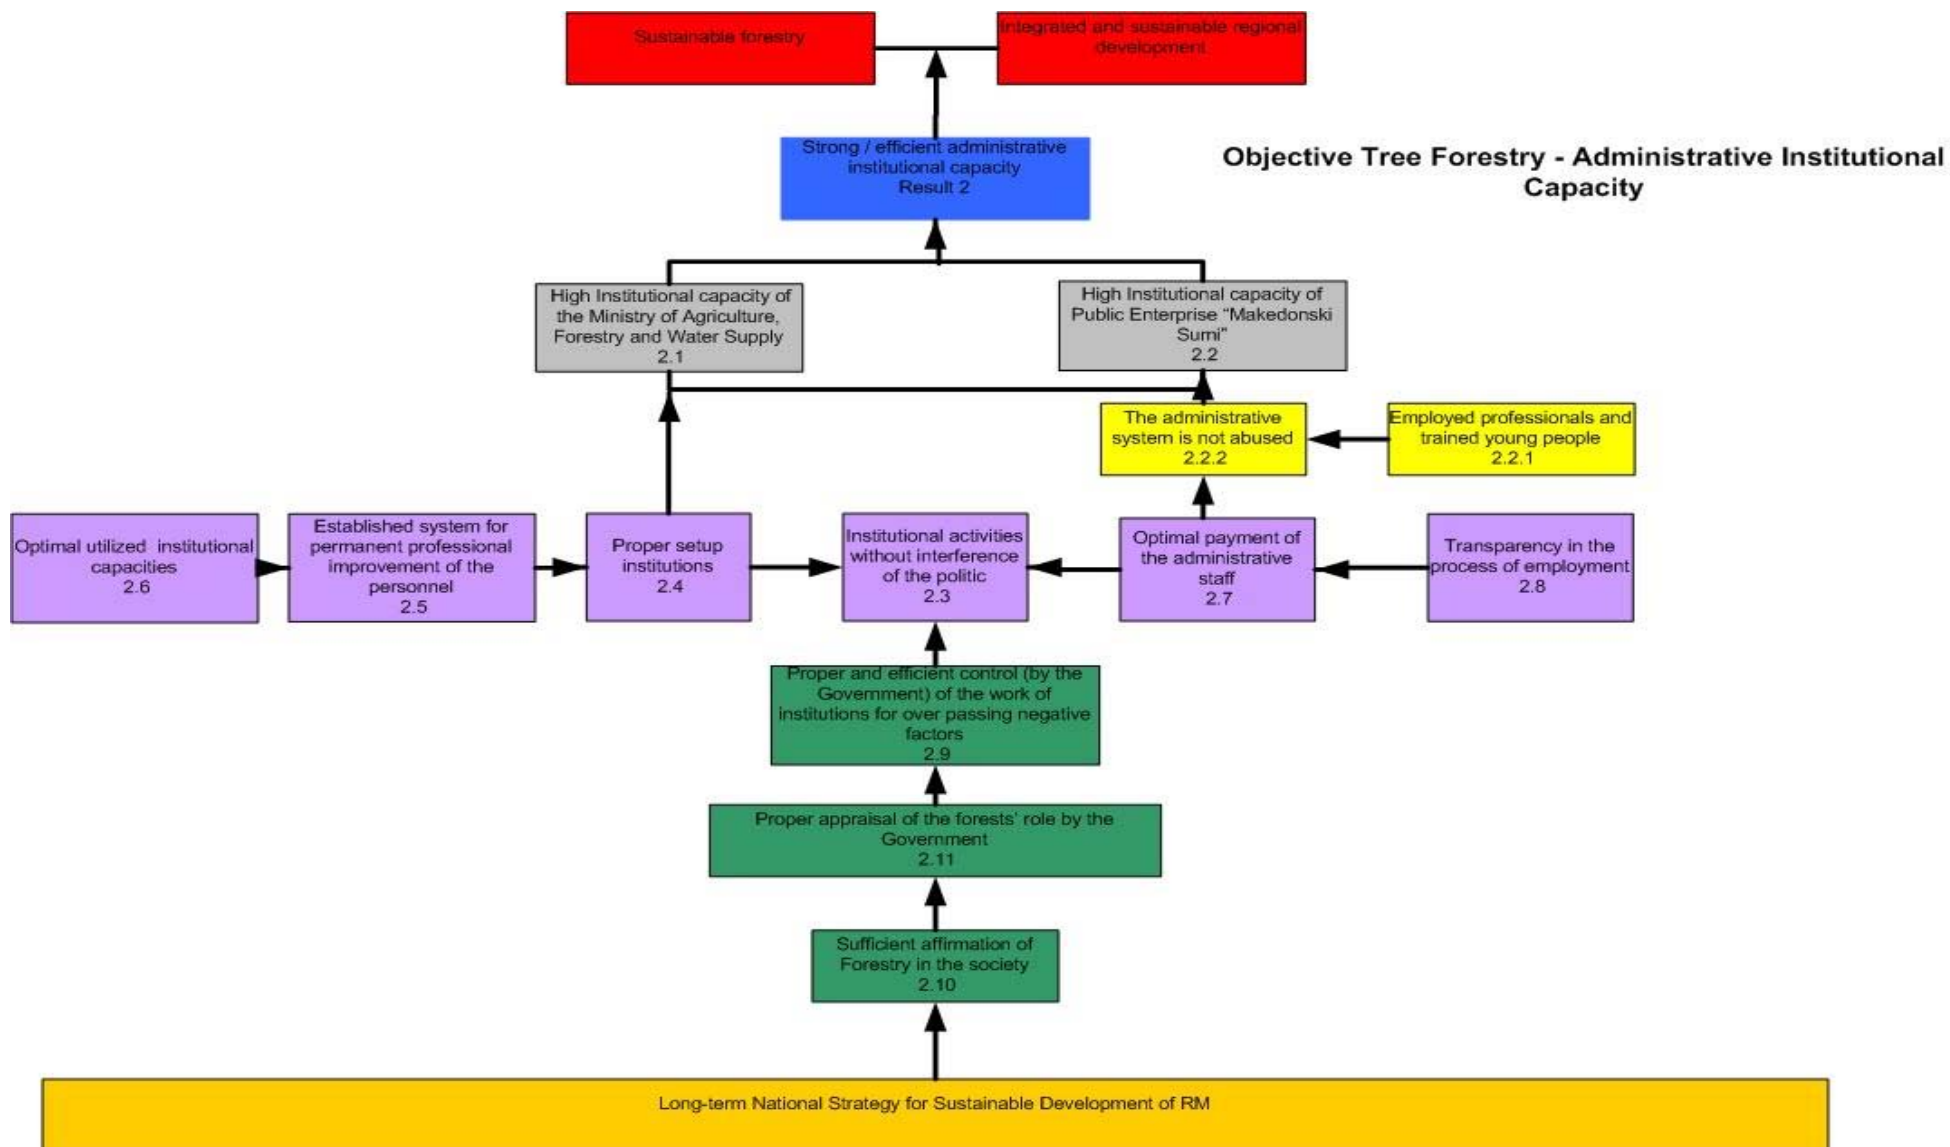 Sustainable forestry
Integrated and sustainable regional
development
Strong / efficient administrative
institutional capacity
Result 2
Objective Tree Forestry - Administrative Institutional
Capacity
High Institutional capacity of
the Ministry of Agriculture,
Forestry and Water Supply
2.1
High Institutional capacity of
Public Enterprise “Makedonski
Sumi”
2.2
The administrative
system is not abused
2.2.2
Employed professionals and
trained young people
2.2.1
Optimal utilized institutional
capacities
2.6
Established system for
permanent professional
improvement of the
personnel
2.5
Proper setup
institutions
2.4
Institutional activities
without interference
of the politic
2.3
Optimal payment of
the administrative
staff
2.7
Transparency in the
process of employment
2.8
Proper and efficient control (by the
Government) of the work of
institutions for over passing negative
factors
2.9
Proper appraisal of the forests’ role by the
Government
2.11
Sufficient affirmation of
Forestry in the society
2.10
Long-term National Strategy for Sustainable Development of RM